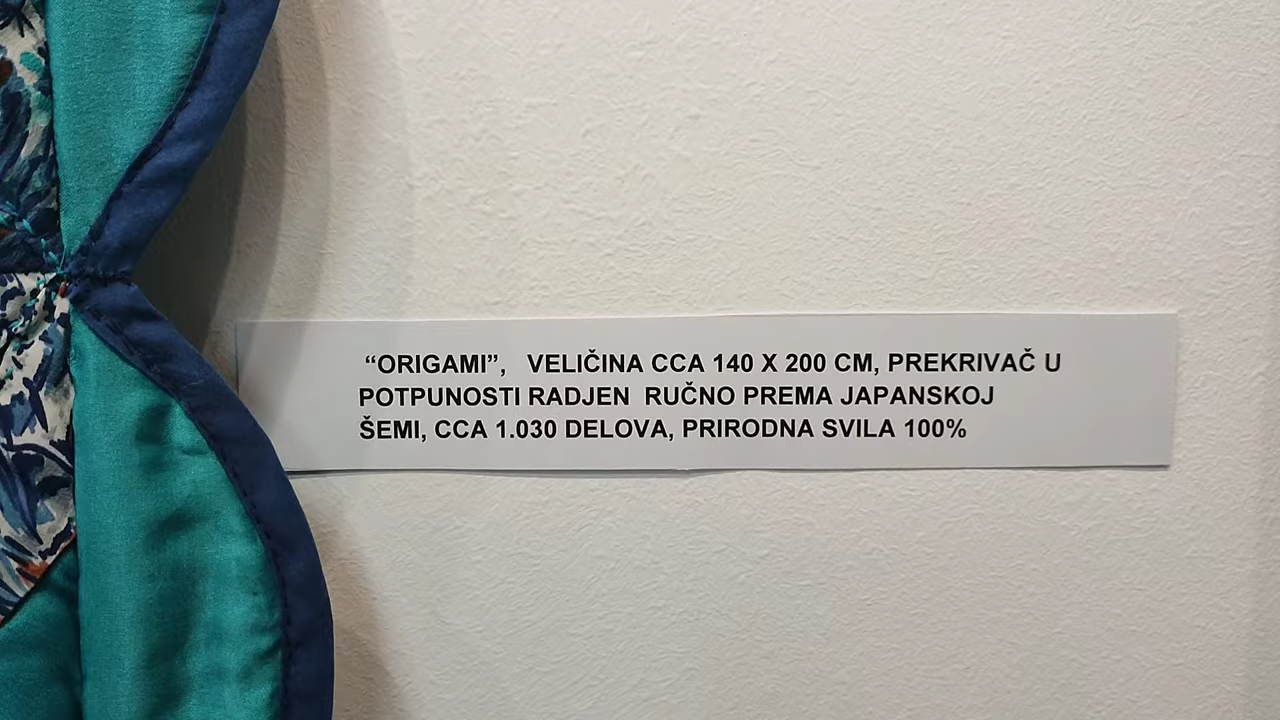 “ORIGAMI”, VELIČINA CCA 140 X 200 CM, PREKRIVAČ U
POTPUNOSTI RADJEN RUČNO PREMA JAPANSKOJ
ŠEMI, CCA 1.030 DELOVA, PRIRODNA SVILA 100%